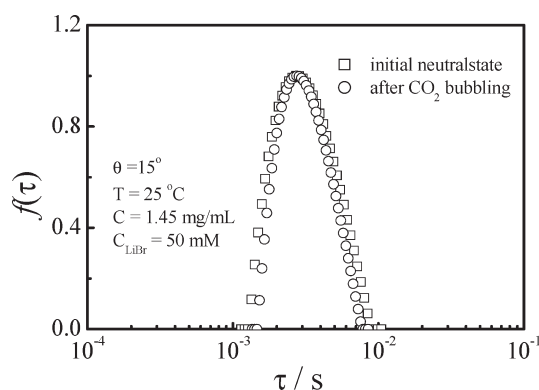 1.2
0.8
0.4
0.0
f(τ)
□ initial neutralstate
○ after CO₂ bubbling
θ =15°
T = 25 °C
C = 1.45 mg/mL
C_LiBr = 50 mM
10⁻⁴
10⁻³
10⁻²
10⁻¹
τ / s